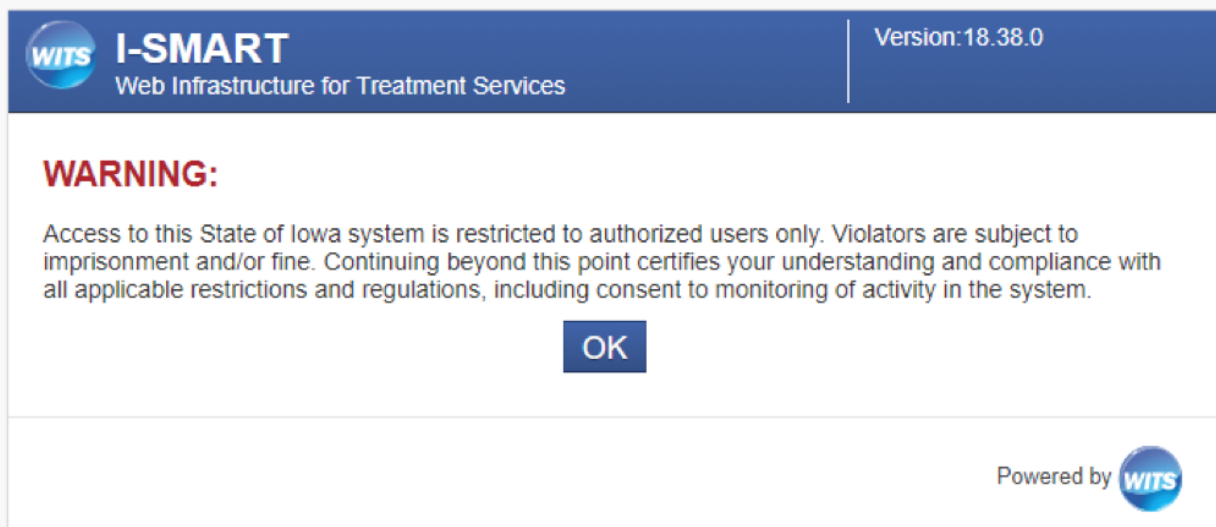 WITS
I-SMART
Web Infrastructure for Treatment Services
Version:18.38.0
WARNING:
Access to this State of Iowa system is restricted to authorized users only. Violators are subject to
imprisonment and/or fine. Continuing beyond this point certifies your understanding and compliance with
all applicable restrictions and regulations, including consent to monitoring of activity in the system.
OK
Powered by WITS